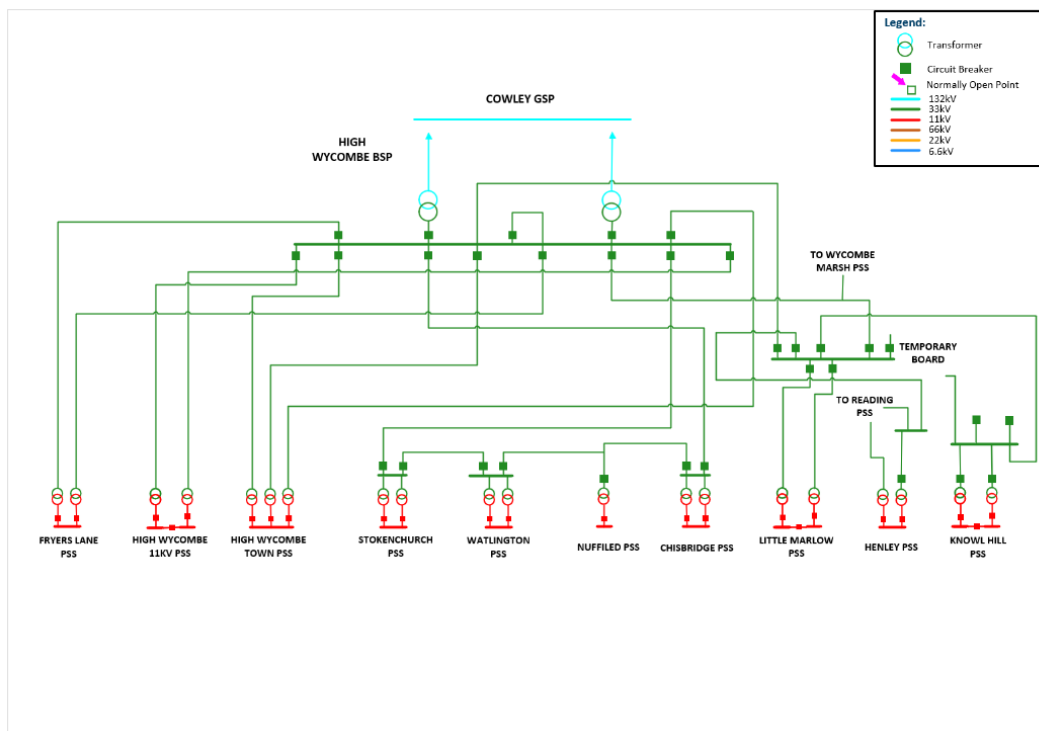 Legend:
Transformer
Circuit Breaker
Normally Open Point
132kV
33kV
11kV
66kV
22kV
6.6kV
COWLEY GSP
HIGH
WYCOMBE BSP
TO WYCOMBE
MARSH PSS
TEMPORARY
BOARD
TO READING
PSS
FRYERS LANE
PSS
HIGH WYCOMBE
11KV PSS
HIGH WYCOMBE
TOWN PSS
STOKENCHURCH
PSS
WATLINGTON
PSS
NUFFILED PSS
CHISBRIDGE PSS
LITTLE MARLOW
PSS
HENLEY PSS
KNOWL HILL
PSS